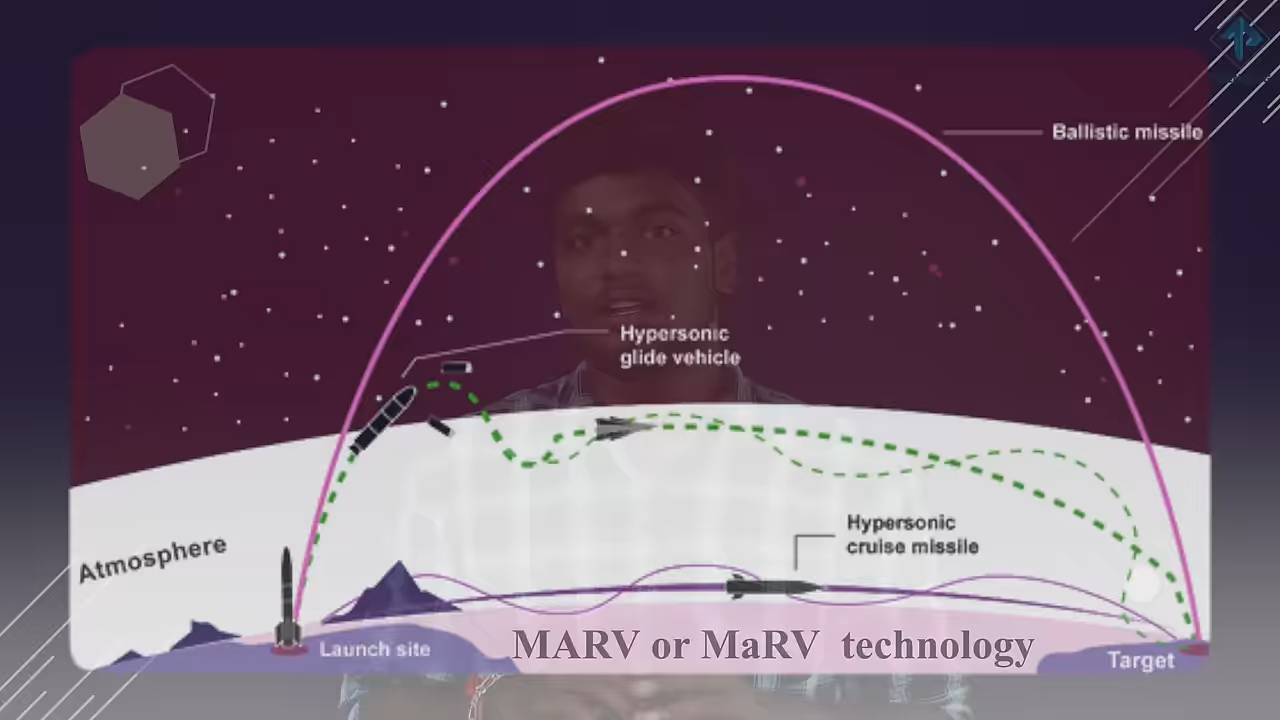 Ballistic missile
Hypersonic
glide vehicle
Hypersonic
cruise missile
Atmosphere
Launch site
MARV or MaRV technology
Target